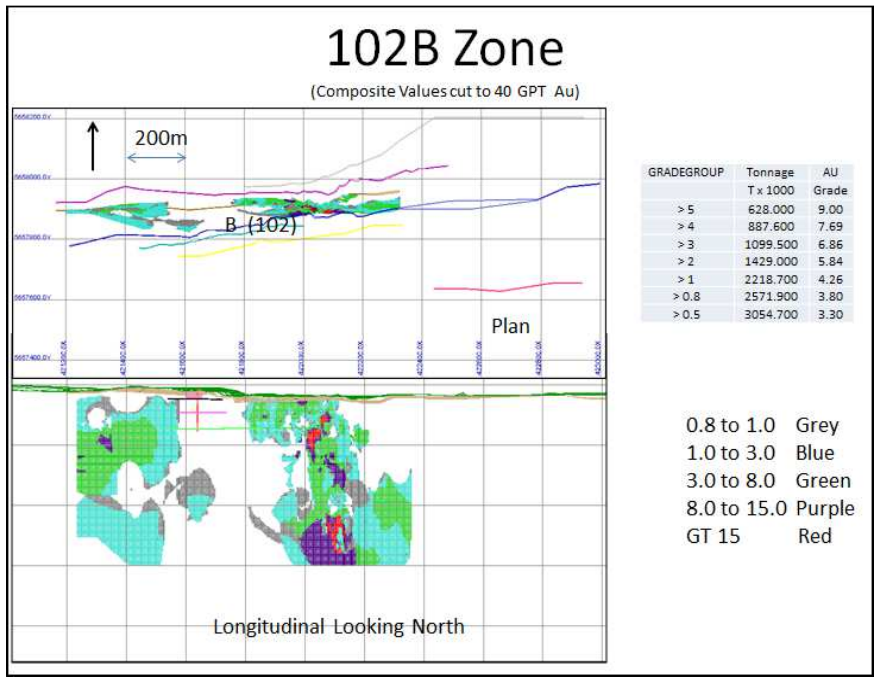 102B Zone
(Composite Values cut to 40 GPT Au)
200m
B (102)
Plan
GRADEGROUP Tonnage AU
T x 1000 Grade
> 5 628.000 9.00
> 4 887.600 7.69
> 3 1099.500 6.86
> 2 1429.000 5.84
> 1 2218.700 4.26
> 0.8 2571.900 3.80
> 0.5 3054.700 3.30
0.8 to 1.0 Grey
1.0 to 3.0 Blue
3.0 to 8.0 Green
8.0 to 15.0 Purple
GT 15 Red
Longitudinal Looking North